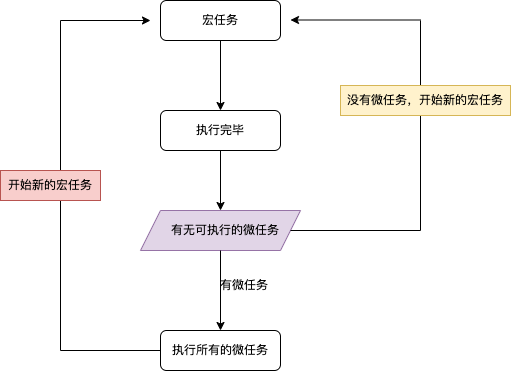 宏任务
没有微任务，开始新的宏任务
执行完毕
开始新的宏任务
有无可执行的微任务
有微任务
执行所有的微任务